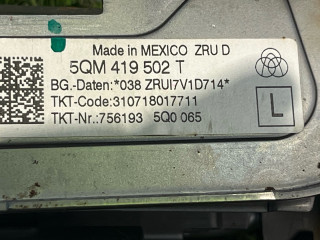 Made in MEXICO ZRU D
5QM 419 502 T
BG.-Daten:*038 ZRUI7V1D714*
TKT-Code:310718017711
TKT-Nr.:756193 5Q0 065
L